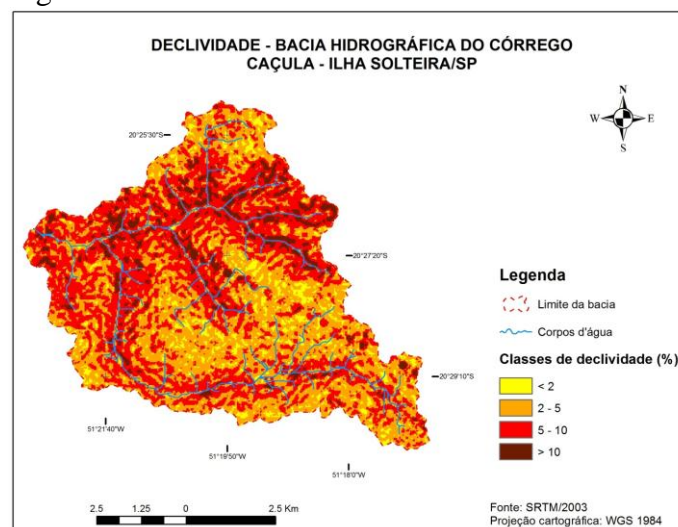 DECLIVIDADE - BACIA HIDROGRÁFICA DO CÓRREGO
CAÇULA - ILHA SOLTEIRA/SP
N
W E
S
20°25'30"S
20°27'20"S
20°29'10"S
51°21'40"W
51°19'50"W
51°18'0"W
Legenda
Limite da bacia
Corpos d'água
Classes de declividade (%)
< 2
2 - 5
5 - 10
> 10
2.5 1.25 0 2.5 Km
Fonte: SRTM/2003
Projeção cartográfica: WGS 1984